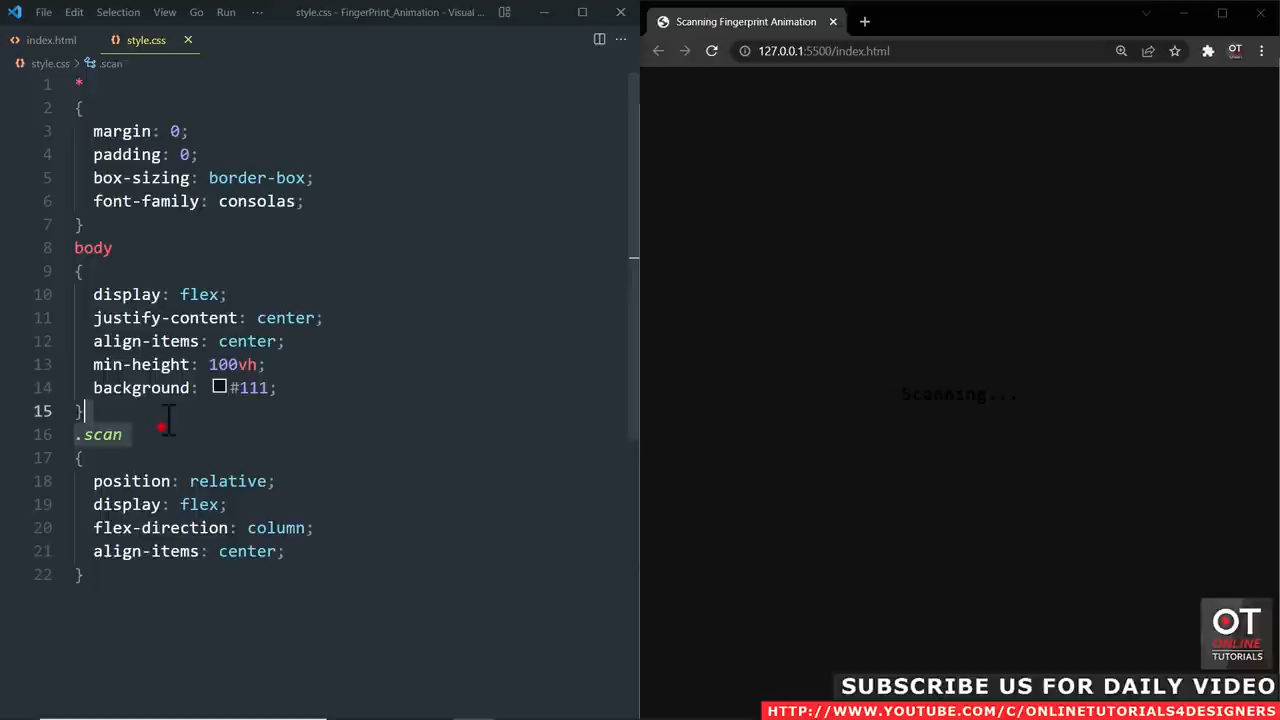 File Edit Selection View Go Run ··· style.css - FingerPrint_Animation - Visual ...
index.html style.css
style.css > .scan
1 *
2 {
3 margin: 0;
4 padding: 0;
5 box-sizing: border-box;
6 font-family: consolas;
7 }
8 body
9 {
10 display: flex;
11 justify-content: center;
12 align-items: center;
13 min-height: 100vh;
14 background: #111;
15 }
16 .scan
17 {
18 position: relative;
19 display: flex;
20 flex-direction: column;
21 align-items: center;
22 }
Scanning Fingerprint Animation
127.0.0.1:5500/index.html
Scanning...
OT
ONLINE
TUTORIALS
SUBSCRIBE US FOR DAILY VIDEO
HTTP://WWW.YOUTUBE.COM/C/ONLINETUTORIALS4DESIGNERS